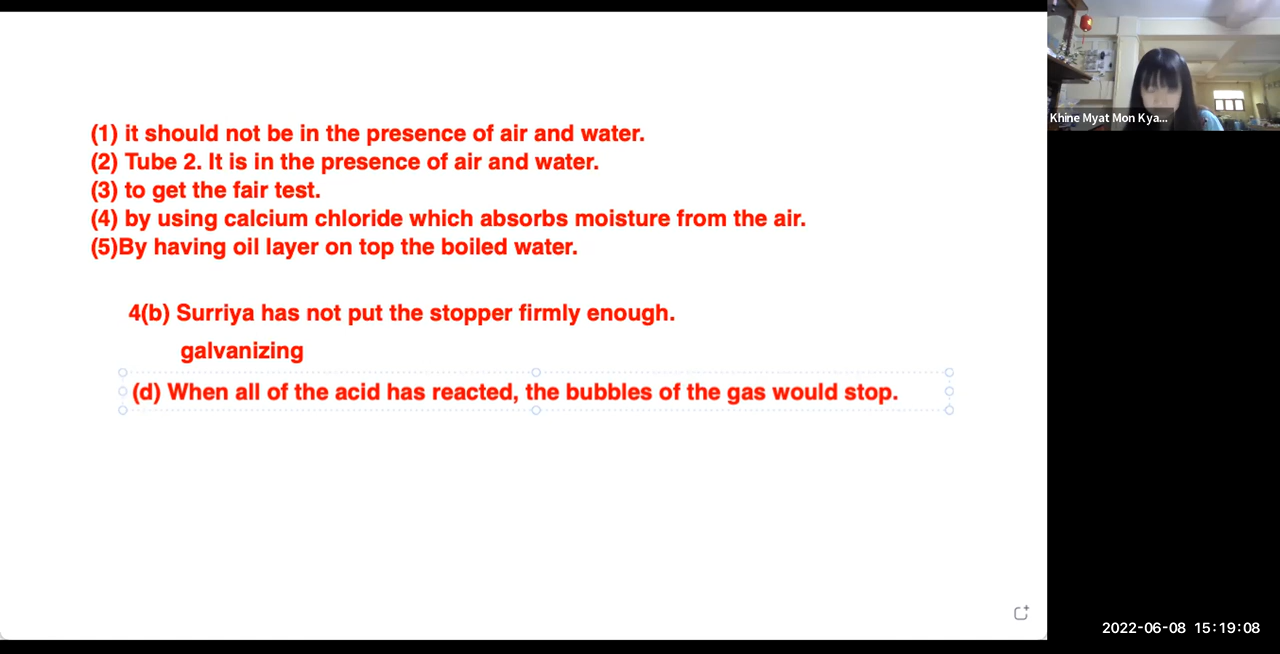 (1) it should not be in the presence of air and water.
(2) Tube 2. It is in the presence of air and water.
(3) to get the fair test.
(4) by using calcium chloride which absorbs moisture from the air.
(5)By having oil layer on top the boiled water.
4(b) Surriya has not put the stopper firmly enough.
galvanizing
(d) When all of the acid has reacted, the bubbles of the gas would stop.
Khine Myat Mon Kya...
2022-06-08 15:19:08